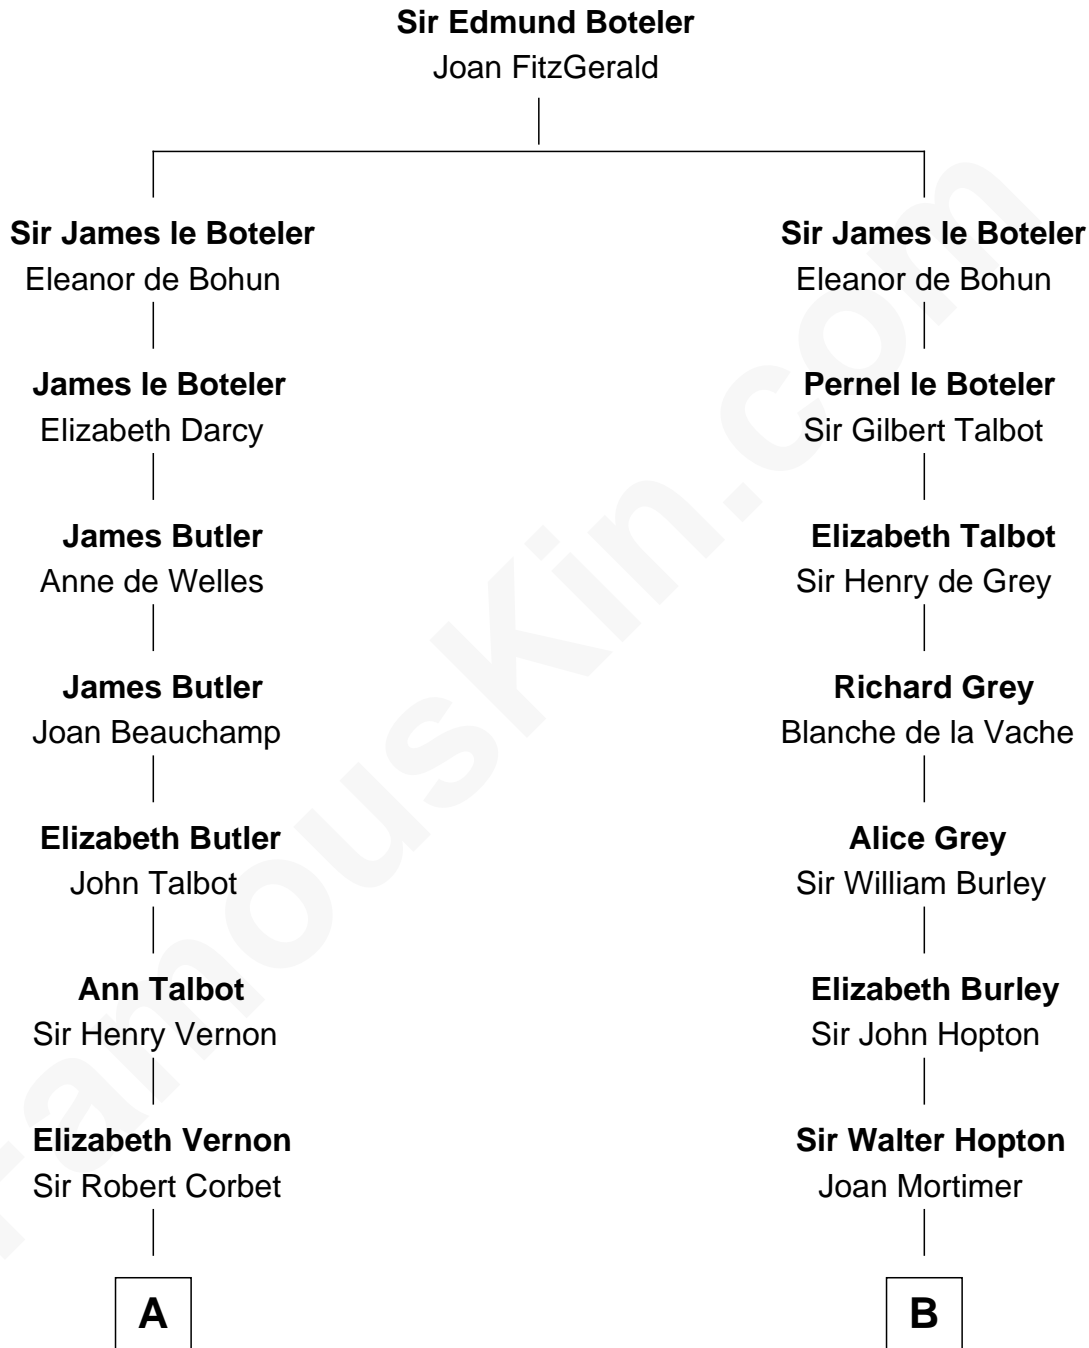 Sir Edmund Boteler
Joan FitzGerald
Sir James le Boteler
Eleanor de Bohun
James le Boteler
Elizabeth Darcy
James Butler
Anne de Welles
James Butler
Joan Beauchamp
Elizabeth Butler
John Talbot
Ann Talbot
Sir Henry Vernon
Elizabeth Vernon
Sir Robert Corbet
A
Sir James le Boteler
Eleanor de Bohun
Pernel le Boteler
Sir Gilbert Talbot
Elizabeth Talbot
Sir Henry de Grey
Richard Grey
Blanche de la Vache
Alice Grey
Sir William Burley
Elizabeth Burley
Sir John Hopton
Sir Walter Hopton
Joan Mortimer
B
FamousKin.com